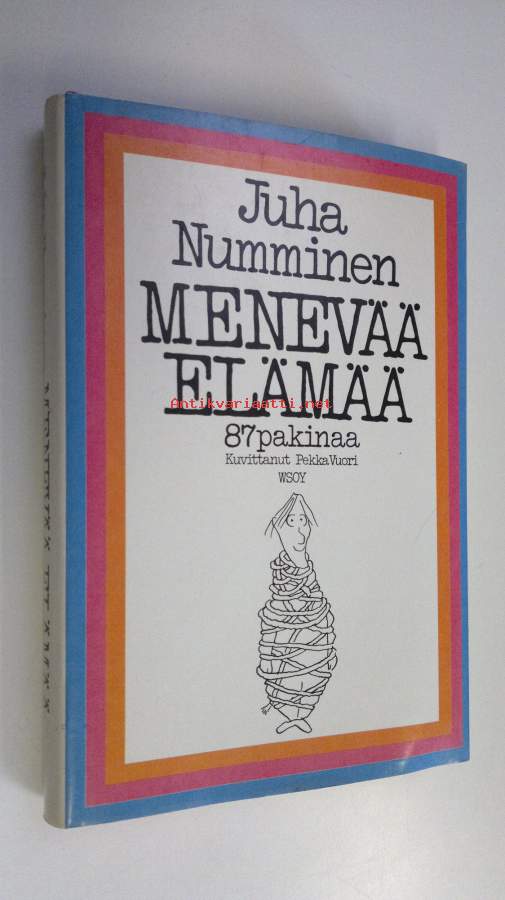 Juha
Numminen
MENEVÄÄ
ELÄMÄÄ
Antikvariaatti.net
87pakinaa
Kuvittanut Pekka Vuori
WSOY